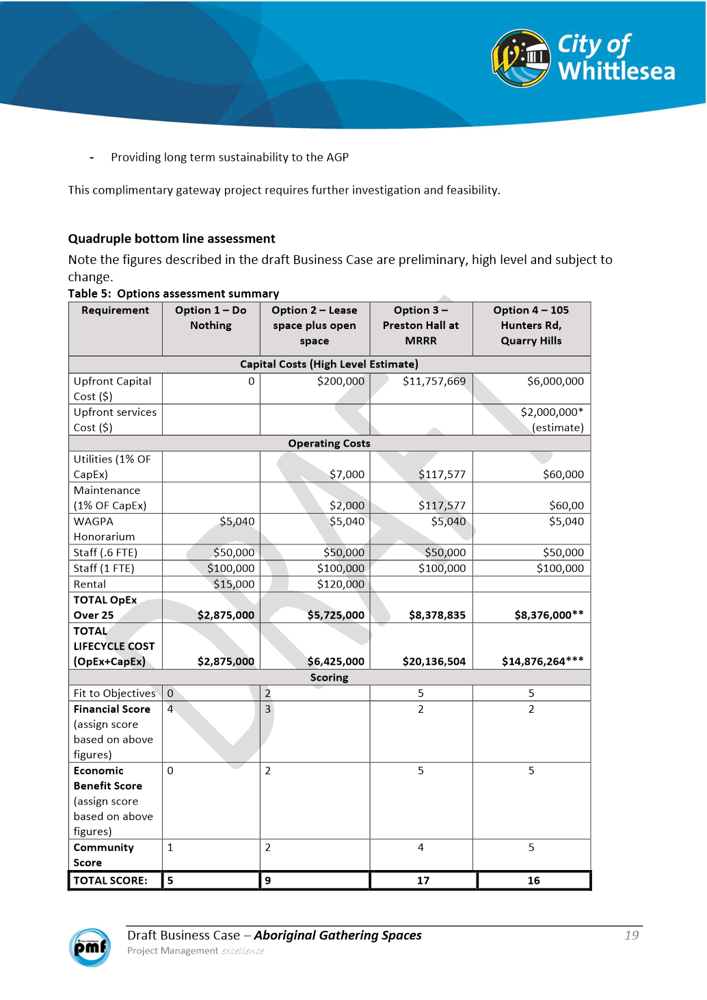 City of
Whittlesea
- Providing long term sustainability to the AGP
This complimentary gateway project requires further investigation and feasibility.
Quadruple bottom line assessment
Note the figures described in the draft Business Case are preliminary, high level and subject to
change.
Table 5: Options assessment summary
Requirement Option 1 – Do Nothing Option 2 – Lease space plus open space Option 3 – Preston Hall at MRRR Option 4 – 105 Hunters Rd, Quarry Hills
Capital Costs (High Level Estimate)
Upfront Capital Cost ($) 0 $200,000 $11,757,669 $6,000,000
Upfront services Cost ($) $2,000,000* (estimate)
Operating Costs
Utilities (1% OF CapEx) $7,000 $117,577 $60,000
Maintenance (1% OF CapEx) $2,000 $117,577 $60,00
WAGPA Honorarium $5,040 $5,040 $5,040 $5,040
Staff (.6 FTE) $50,000 $50,000 $50,000 $50,000
Staff (1 FTE) $100,000 $100,000 $100,000 $100,000
Rental $15,000 $120,000
TOTAL OpEx Over 25 $2,875,000 $5,725,000 $8,378,835 $8,376,000**
TOTAL LIFECYCLE COST (OpEx+CapEx) $2,875,000 $6,425,000 $20,136,504 $14,876,264***
Scoring
Fit to Objectives 0 2 5 5
Financial Score (assign score based on above figures) 4 3 2 2
Economic Benefit Score (assign score based on above figures) 0 2 5 5
Community Score 1 2 4 5
TOTAL SCORE: 5 9 17 16
DRAFT
pmf
Draft Business Case – Aboriginal Gathering Spaces 19
Project Management excellence